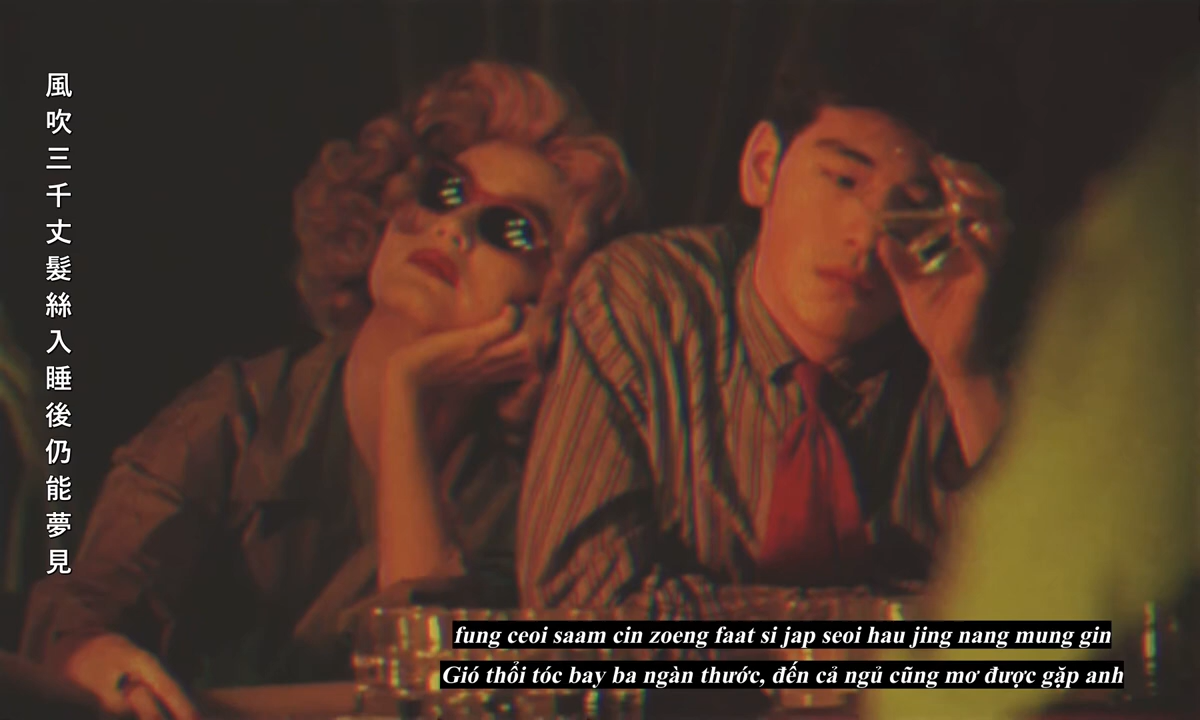 風吹三千丈髮絲入睡後仍能夢見
fung ceoi saam cin zoeng faat si jap seoi hau jing nang mung gin
Gió thổi tóc bay ba ngàn thước, đến cả ngủ cũng mơ được gặp anh